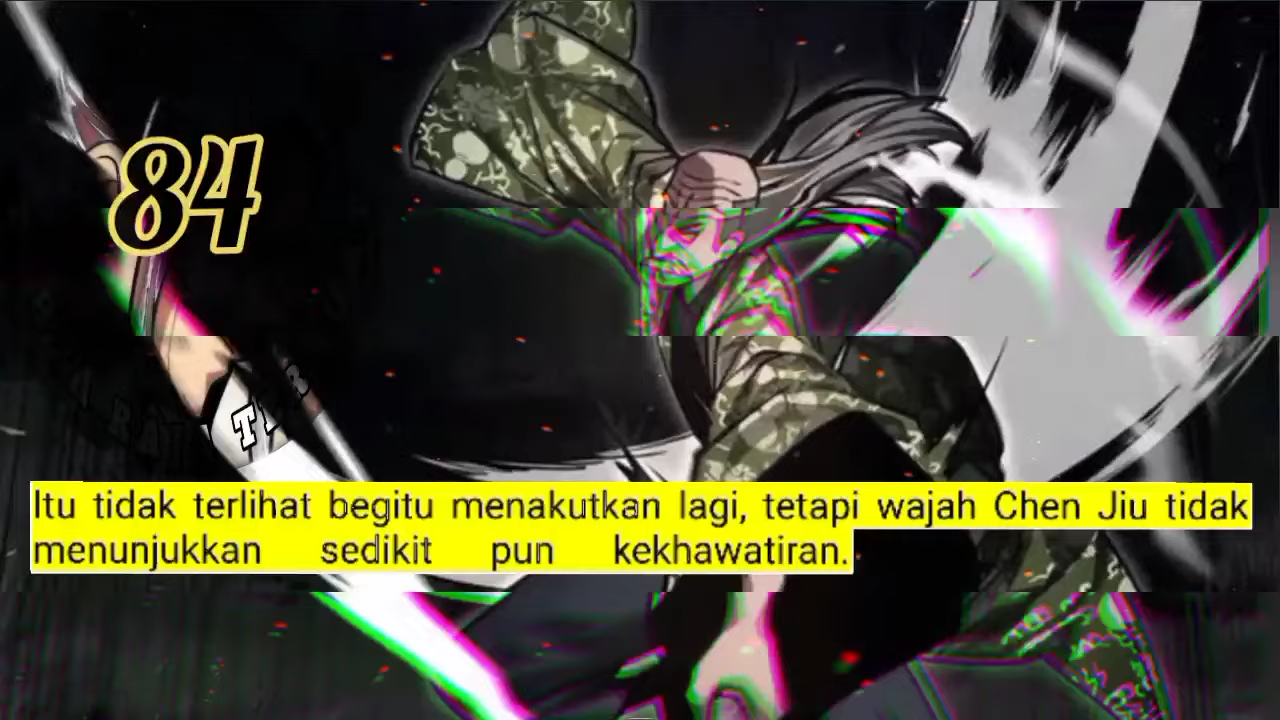 84
Itu tidak terlihat begitu menakutkan lagi, tetapi wajah Chen Jiu tidak
menunjukkan sedikit pun kekhawatiran.